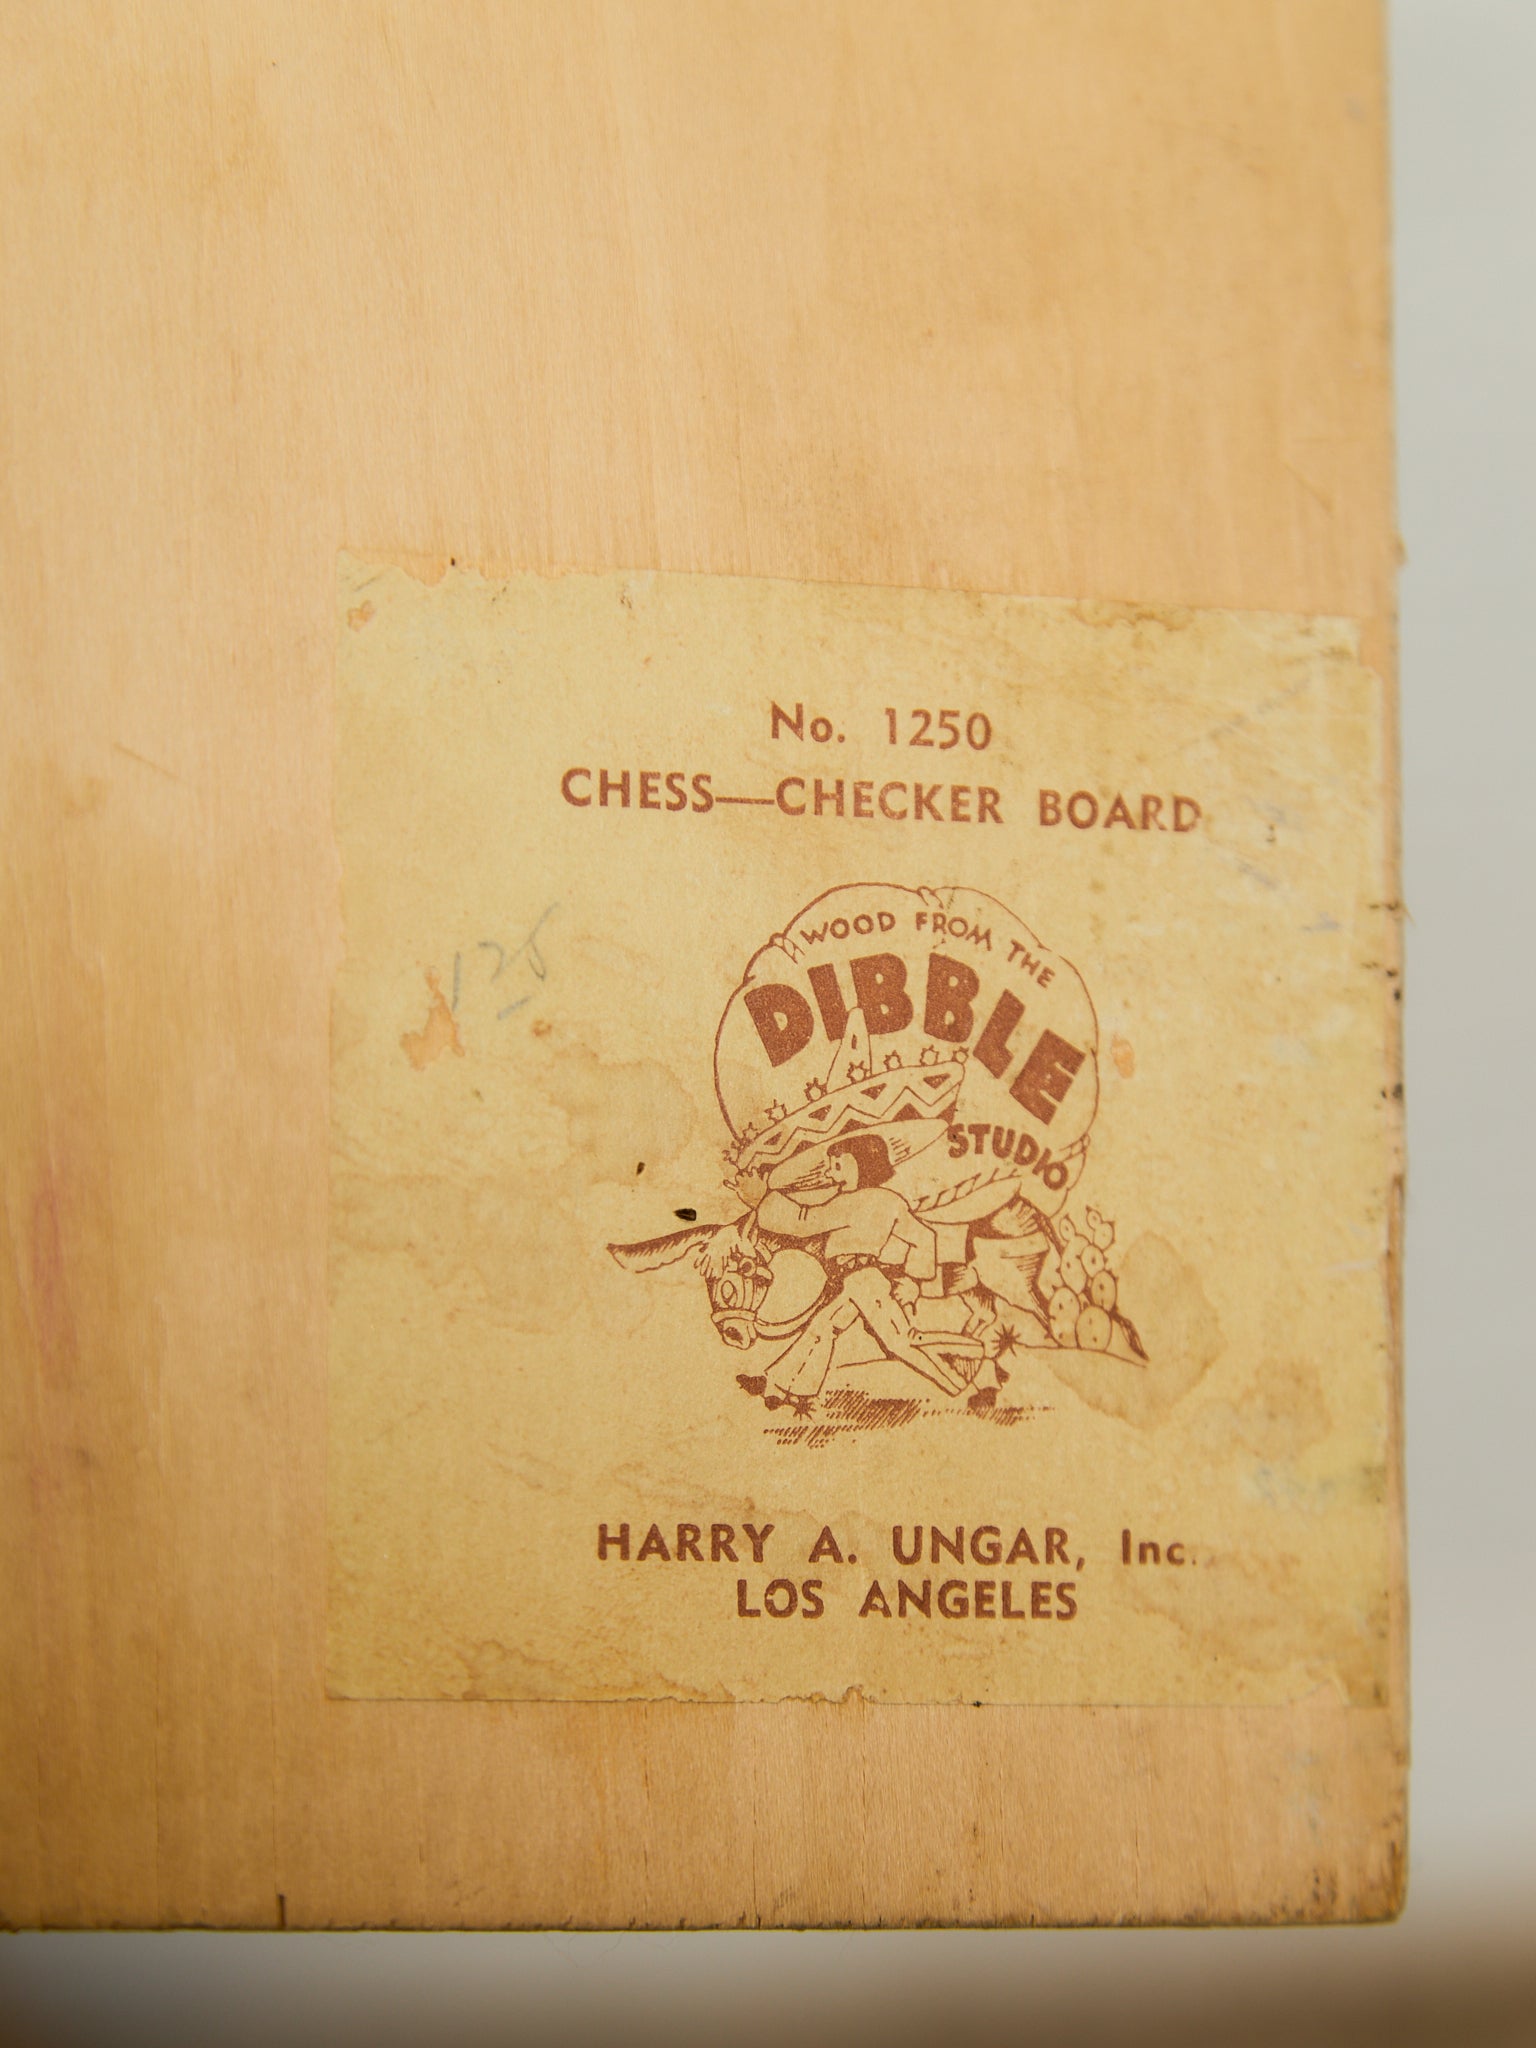 No. 1250
CHESS—CHECKER BOARD
WOOD FROM THE
DIBBLE
STUDIO
HARRY A. UNGAR, Inc.
LOS ANGELES